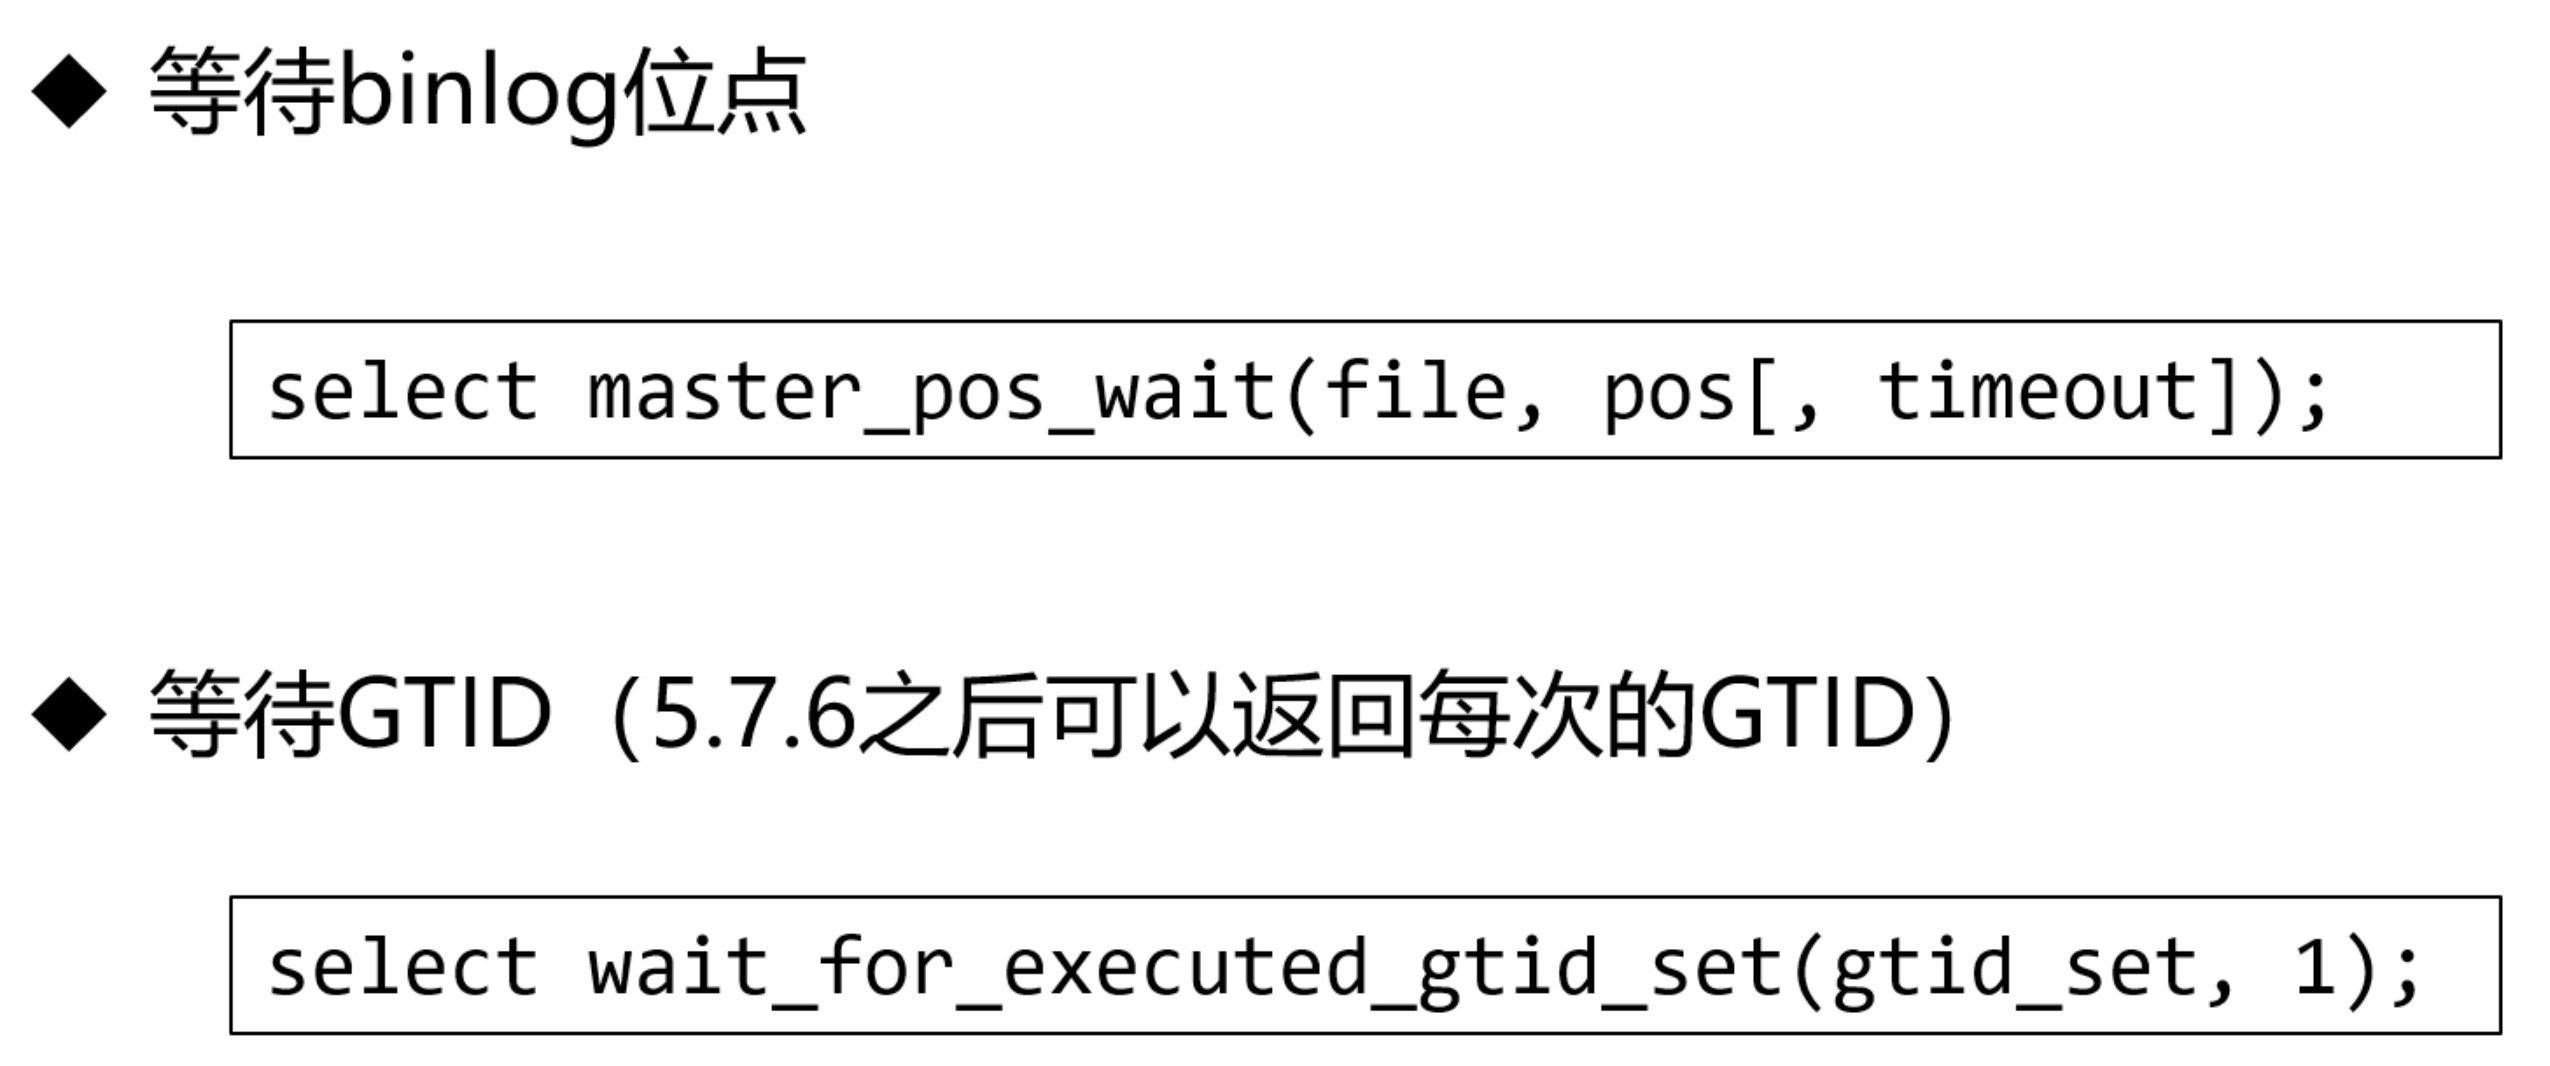 ◆ 等待binlog位点
select master_pos_wait(file, pos[, timeout]);
◆ 等待GTID（5.7.6之后可以返回每次的GTID）
select wait_for_executed_gtid_set(gtid_set, 1);